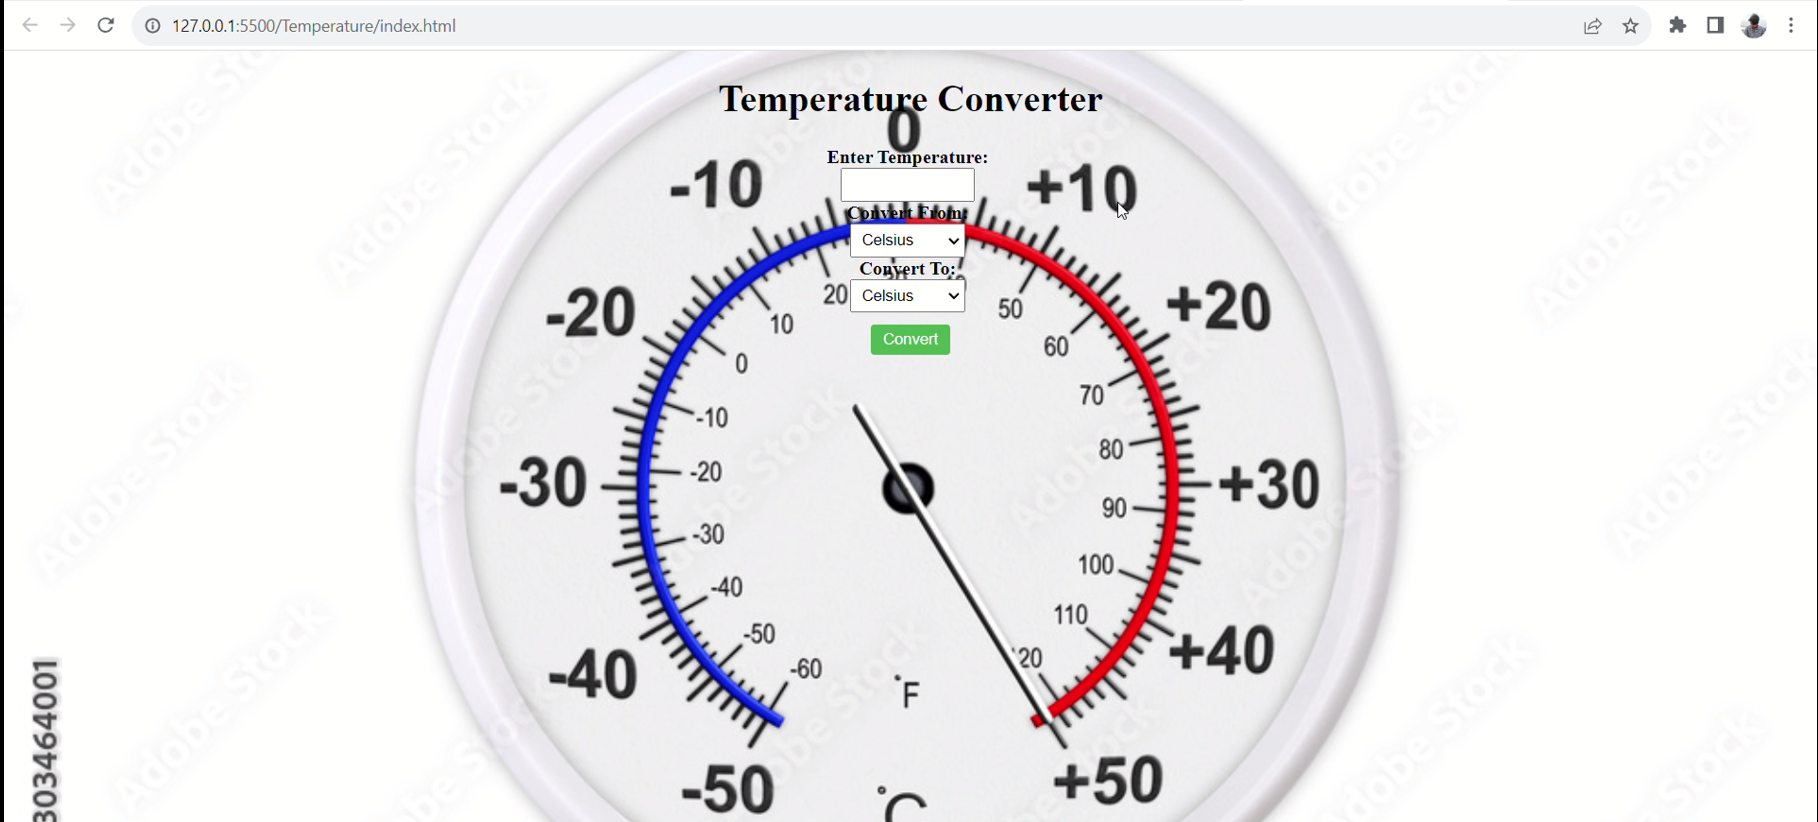 127.0.0.1:5500/Temperature/index.html
Temperature Converter
0
Enter Temperature:
-10
+10
Convert From:
Celsius
Convert To:
20
Celsius
50
-20
+20
10
60
Convert
0
70
-10
80
-30
-20
+30
90
-30
100
-40
110
-50
+40
-40
-60
20
°F
-50
+50
°C
Adobe Stock
303464001